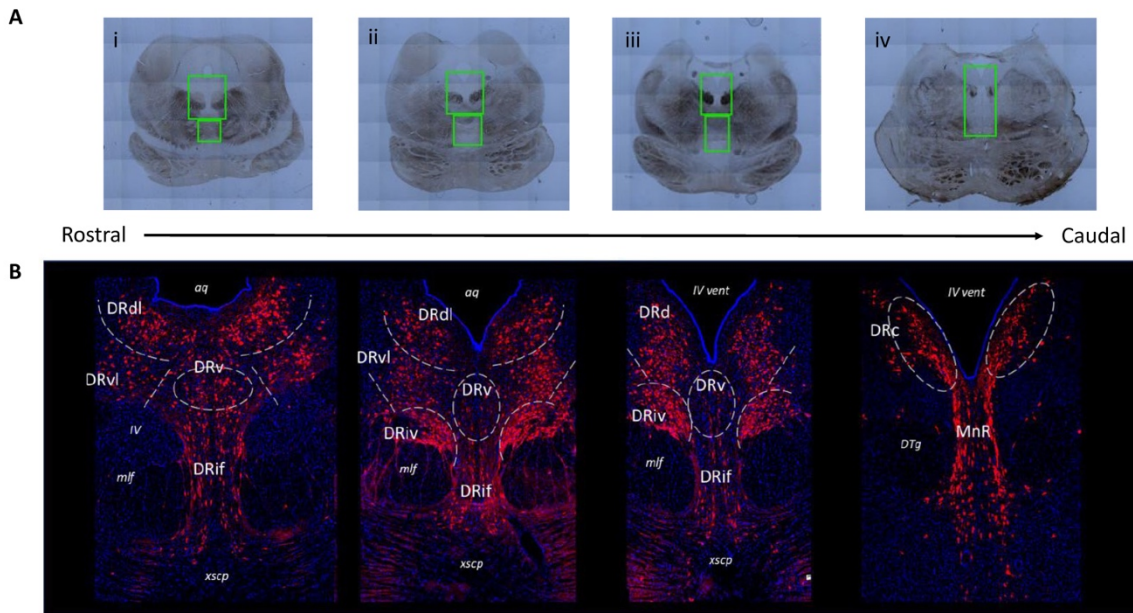 A
i ii iii iv
Rostral Caudal
B
aq aq IV vent IV vent
DRdl DRdl DRd DRc
DRvl DRv DRvl DRv DRv
IV DRiv DRiv MnR
mlf mlf mlf DTg
DRif DRif DRif
xscp xscp xscp